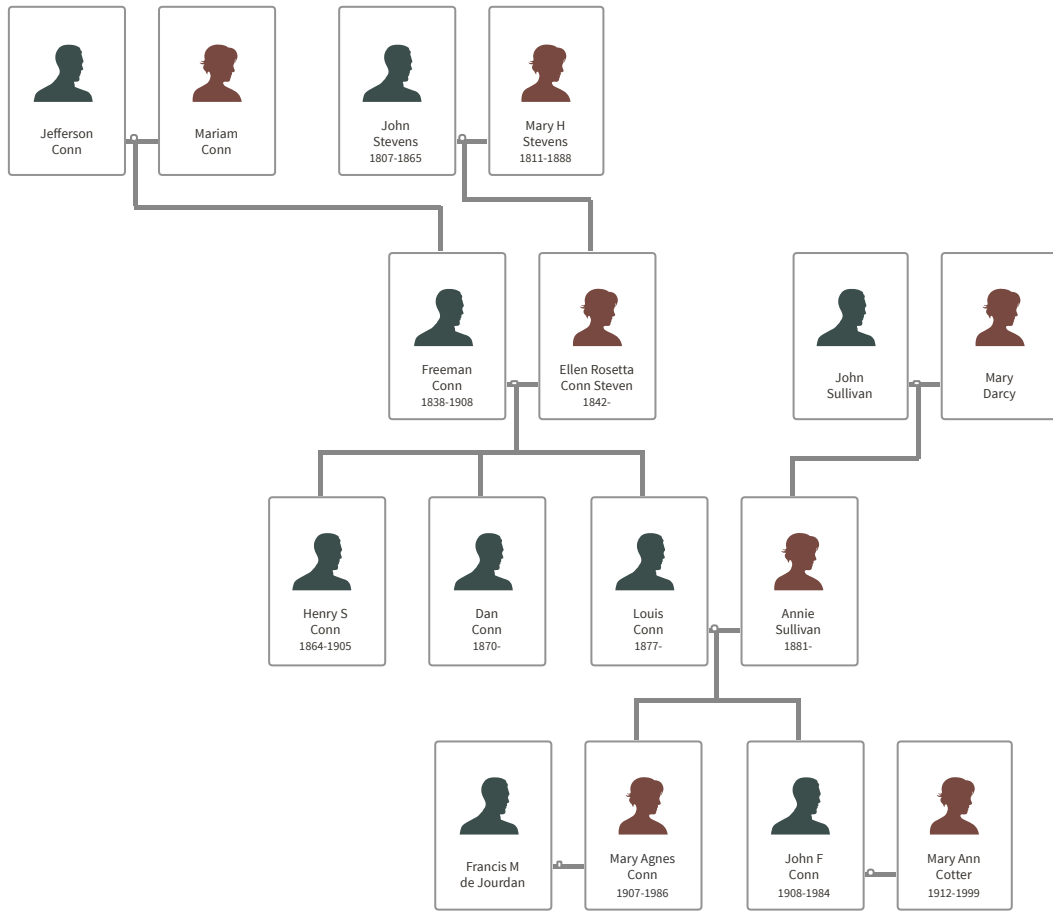 Jefferson
Conn
Mariam
Conn
John
Stevens
1807-1865
Mary H
Stevens
1811-1888
Freeman
Conn
1838-1908
Ellen Rosetta
Conn Steven
1842-
John
Sullivan
Mary
Darcy
Henry S
Conn
1864-1905
Dan
Conn
1870-
Louis
Conn
1877-
Annie
Sullivan
1881-
Francis M
de Jourdan
Mary Agnes
Conn
1907-1986
John F
Conn
1908-1984
Mary Ann
Cotter
1912-1999